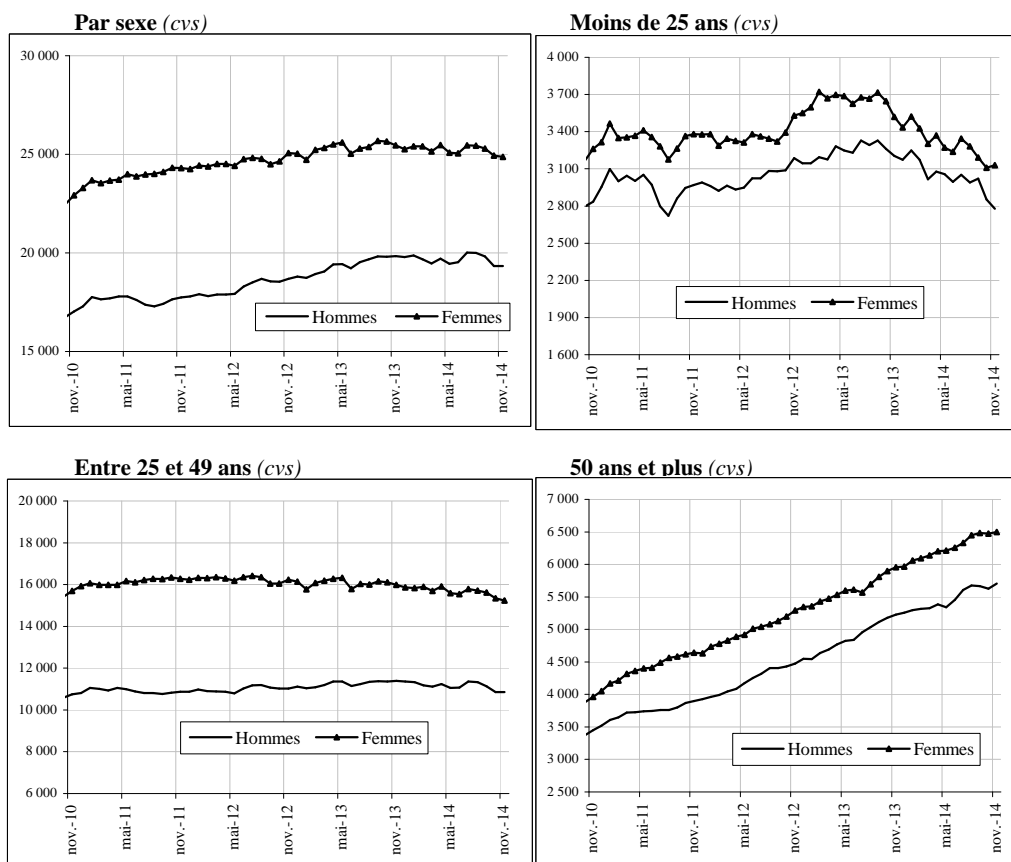 Par sexe (cvs)
30 000
25 000
20 000
15 000
Hommes
Femmes
nov.-10
mai-11
nov.-11
mai-12
nov.-12
mai-13
nov.-13
mai-14
nov.-14
Moins de 25 ans (cvs)
4 000
3 700
3 400
3 100
2 800
2 500
2 200
1 900
1 600
Hommes
Femmes
nov.-10
mai-11
nov.-11
mai-12
nov.-12
mai-13
nov.-13
mai-14
nov.-14
Entre 25 et 49 ans (cvs)
20 000
18 000
16 000
14 000
12 000
10 000
8 000
6 000
Hommes
Femmes
nov.-10
mai-11
nov.-11
mai-12
nov.-12
mai-13
nov.-13
mai-14
nov.-14
50 ans et plus (cvs)
7 000
6 500
6 000
5 500
5 000
4 500
4 000
3 500
3 000
2 500
Hommes
Femmes
nov.-10
mai-11
nov.-11
mai-12
nov.-12
mai-13
nov.-13
mai-14
nov.-14